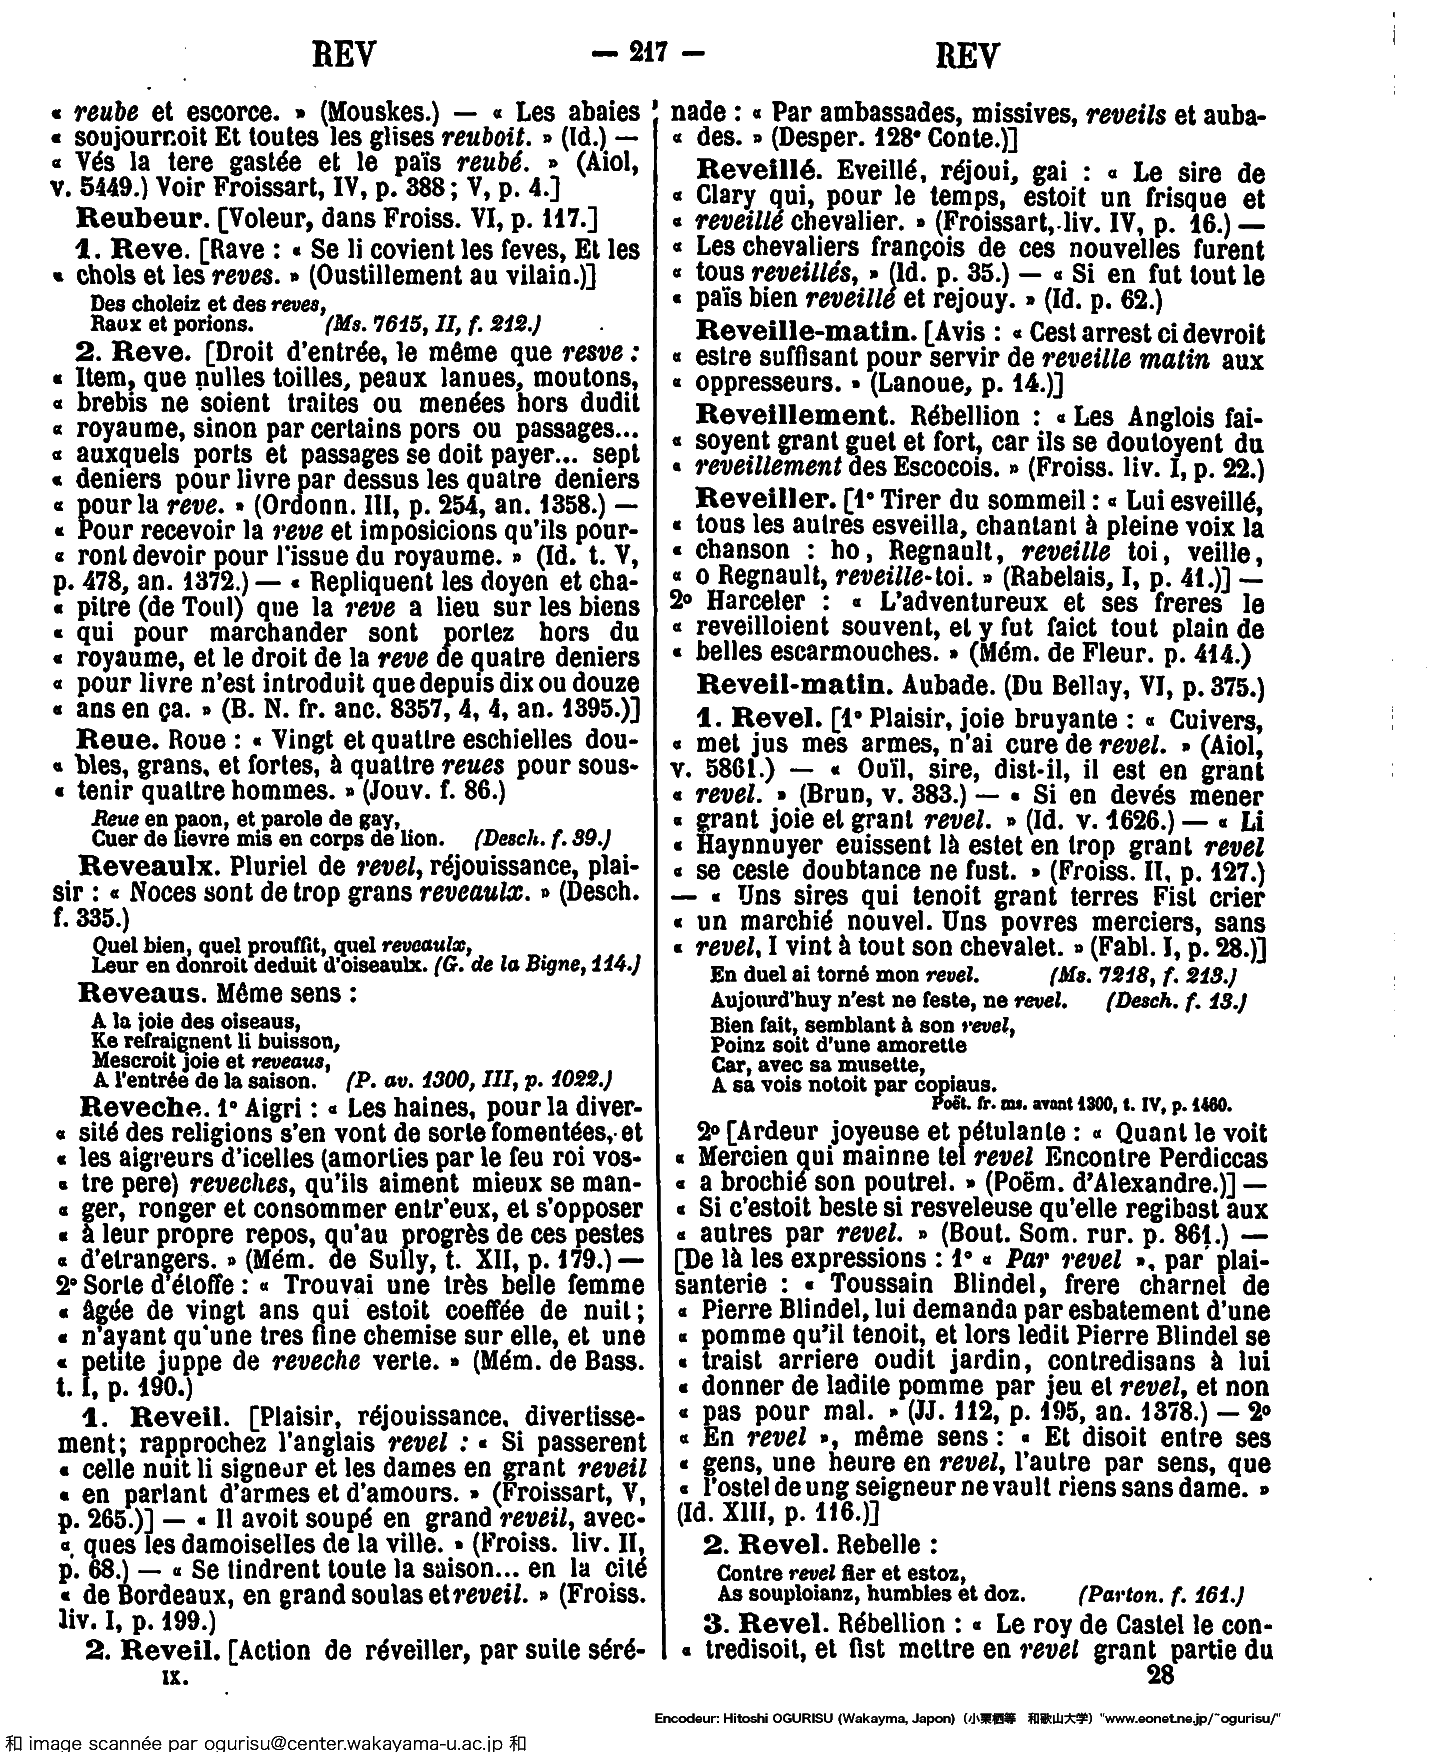 REV — 217 — REV
« reube et escorce. » (Mouskes.) — « Les abaies
« soujournoit Et toutes les glises reuboit. » (Id.) —
« Vés la tere gastée et le païs reubé. » (Aiol,
v. 5449.) Voir Froissart, IV, p. 388 ; V, p. 4.]
Reubeur. [Voleur, dans Froiss. VI, p. 117.]
1. Reve. [Rave : « Se li covient les feves, Et les
« chols et les reves. » (Oustillement au vilain.)]
Des choleiz et des reves,
Raux et porions. (Ms. 7615, II, f. 212.)
2. Reve. [Droit d'entrée, le même que resve :
« Item, que nulles toilles, peaux lanues, moutons,
« brebis ne soient traites ou menées hors dudit
« royaume, sinon par certains pors ou passages...
« auxquels ports et passages se doit payer... sept
« deniers pour livre par dessus les quatre deniers
« pour la reve. » (Ordonn. III, p. 254, an. 1358.) —
« Pour recevoir la reve et imposicions qu'ils pour-
« ront devoir pour l'issue du royaume. » (Id. t. V,
p. 478, an. 1372.) — « Repliquent les doyen et cha-
« pitre (de Toul) que la reve a lieu sur les biens
« qui pour marchander sont portez hors du
« royaume, et le droit de la reve de quatre deniers
« pour livre n'est introduit que depuis dix ou douze
« ans en ça. » (B. N. fr. anc. 8357, 4, 4, an. 1395.)]
Reue. Roue : « Vingt et quattre eschielles dou-
« bles, grans, et fortes, à quattre reues pour sous-
« tenir quattre hommes. » (Jouv. f. 86.)
Reue en paon, et parole de gay,
Cuer de lievre mis en corps de lion. (Desch. f. 39.)
Reveaulx. Pluriel de revel, réjouissance, plai-
sir : « Noces sont de trop grans reveaulx. » (Desch.
f. 335.)
Quel bien, quel prouffit, quel reveaulx,
Leur en donroit deduit d'oiseaulx. (G. de la Bigne, 114.)
Reveaus. Même sens :
A la joie des oiseaus,
Ke refraignent li buisson,
Mescroit joie et reveaus,
A l'entrée de la saison. (P. av. 1300, III, p. 1022.)
Reveche. 1° Aigri : « Les haines, pour la diver-
« sité des religions s'en vont de sorte fomentées, et
« les aigreurs d'icelles (amorties par le feu roi vos-
« tre pere) reveches, qu'ils aiment mieux se man-
« ger, ronger et consommer entr'eux, et s'opposer
« à leur propre repos, qu'au progrès de ces pestes
« d'etrangers. » (Mém. de Sully, t. XII, p. 179.) —
2° Sorte d'étoffe : « Trouvai une très belle femme
« âgée de vingt ans qui estoit coeffée de nuit ;
« n'ayant qu'une tres fine chemise sur elle, et une
« petite juppe de reveche verte. » (Mém. de Bass.
t. I, p. 190.)
1. Reveil. [Plaisir, réjouissance, divertisse-
ment ; rapprochez l'anglais revel : « Si passerent
« celle nuit li signeur et les dames en grant reveil
« en parlant d'armes et d'amours. » (Froissart, V,
p. 265.)] — « Il avoit soupé en grand reveil, avec-
« ques les damoiselles de la ville. » (Froiss. liv. II,
p. 68.) — « Se tindrent toute la saison... en la cité
« de Bordeaux, en grand soulas et reveil. » (Froiss.
liv. I, p. 199.)
2. Reveil. [Action de réveiller, par suite séré-
IX.
nade : « Par ambassades, missives, reveils et auba-
« des. » (Desper. 128e Conte.)]
Reveillé. Eveillé, réjoui, gai : « Le sire de
« Clary qui, pour le temps, estoit un frisque et
« reveillé chevalier. » (Froissart, liv. IV, p. 16.) —
« Les chevaliers françois de ces nouvelles furent
« tous reveillés, » (Id. p. 35.) — « Si en fut tout le
« païs bien reveillé et rejouy. » (Id. p. 62.)
Reveille-matin. [Avis : « Cest arrest ci devroit
« estre suffisant pour servir de reveille matin aux
« oppresseurs. » (Lanoue, p. 14.)]
Reveillement. Rébellion : « Les Anglois fai-
« soyent grant guet et fort, car ils se doutoyent du
« reveillement des Escocois. » (Froiss. liv. I, p. 22.)
Reveiller. [1° Tirer du sommeil : « Lui esveillé,
« tous les autres esveilla, chantant à pleine voix la
« chanson : ho, Regnault, reveille toi, veille,
« o Regnault, reveille-toi. » (Rabelais, I, p. 41.)] —
2° Harceler : « L'adventureux et ses freres le
« reveilloient souvent, et y fut faict tout plain de
« belles escarmouches. » (Mém. de Fleur. p. 414.)
Reveil-matin. Aubade. (Du Bellay, VI, p. 375.)
1. Revel. [1° Plaisir, joie bruyante : « Cuivers,
« met jus mes armes, n'ai cure de revel. » (Aiol,
v. 5861.) — « Ouïl, sire, dist-il, il est en grant
« revel. » (Brun, v. 383.) — « Si en devés mener
« grant joie et grant revel. » (Id. v. 1626.) — « Li
« Haynnuyer euissent là estet en trop grant revel
« se ceste doubtance ne fust. » (Froiss. II, p. 127.)
— « Uns sires qui tenoit grant terres Fist crier
« un marchié nouvel. Uns povres merciers, sans
« revel, I vint à tout son chevalet. » (Fabl. I, p. 28.)]
En duel ai torné mon revel. (Ms. 7218, f. 213.)
Aujourd'huy n'est ne feste, ne revel. (Desch. f. 13.)
Bien fait, semblant à son revel,
Poinz soit d'une amorette
Car, avec sa musette,
A sa vois notoit par copiaus.
Poët. fr. ms. avant 1300, t. IV, p. 1460.
2° [Ardeur joyeuse et pétulante : « Quant le voit
« Mercien qui mainne tel revel Encontre Perdiccas
« a brochié son poutrel. » (Poëm. d'Alexandre.)] —
« Si c'estoit beste si resveleuse qu'elle regibast aux
« autres par revel. » (Bout. Som. rur. p. 861.) —
[De là les expressions : 1° « Par revel », par plai-
santerie : « Toussain Blindel, frere charnel de
« Pierre Blindel, lui demanda par esbatement d'une
« pomme qu'il tenoit, et lors ledit Pierre Blindel se
« traist arriere oudit jardin, contredisans à lui
« donner de ladite pomme par jeu et revel, et non
« pas pour mal. » (JJ. 112, p. 195, an. 1378.) — 2°
« En revel », même sens : « Et disoit entre ses
« gens, une heure en revel, l'autre par sens, que
« l'ostel de ung seigneur ne vault riens sans dame. »
(Id. XIII, p. 116.)]
2. Revel. Rebelle :
Contre revel fier et estoz,
As souploianz, humbles et doz. (Parton. f. 161.)
3. Revel. Rébellion : « Le roy de Castel le con-
« tredisoit, et fist mettre en revel grant partie du
28
Encodeur: Hitoshi OGURISU (Wakayma, Japon) (小栗栖等 和歌山大学) "www.eonet.ne.jp/~ogurisu/"
和 image scannée par ogurisu@center.wakayama-u.ac.jp 和